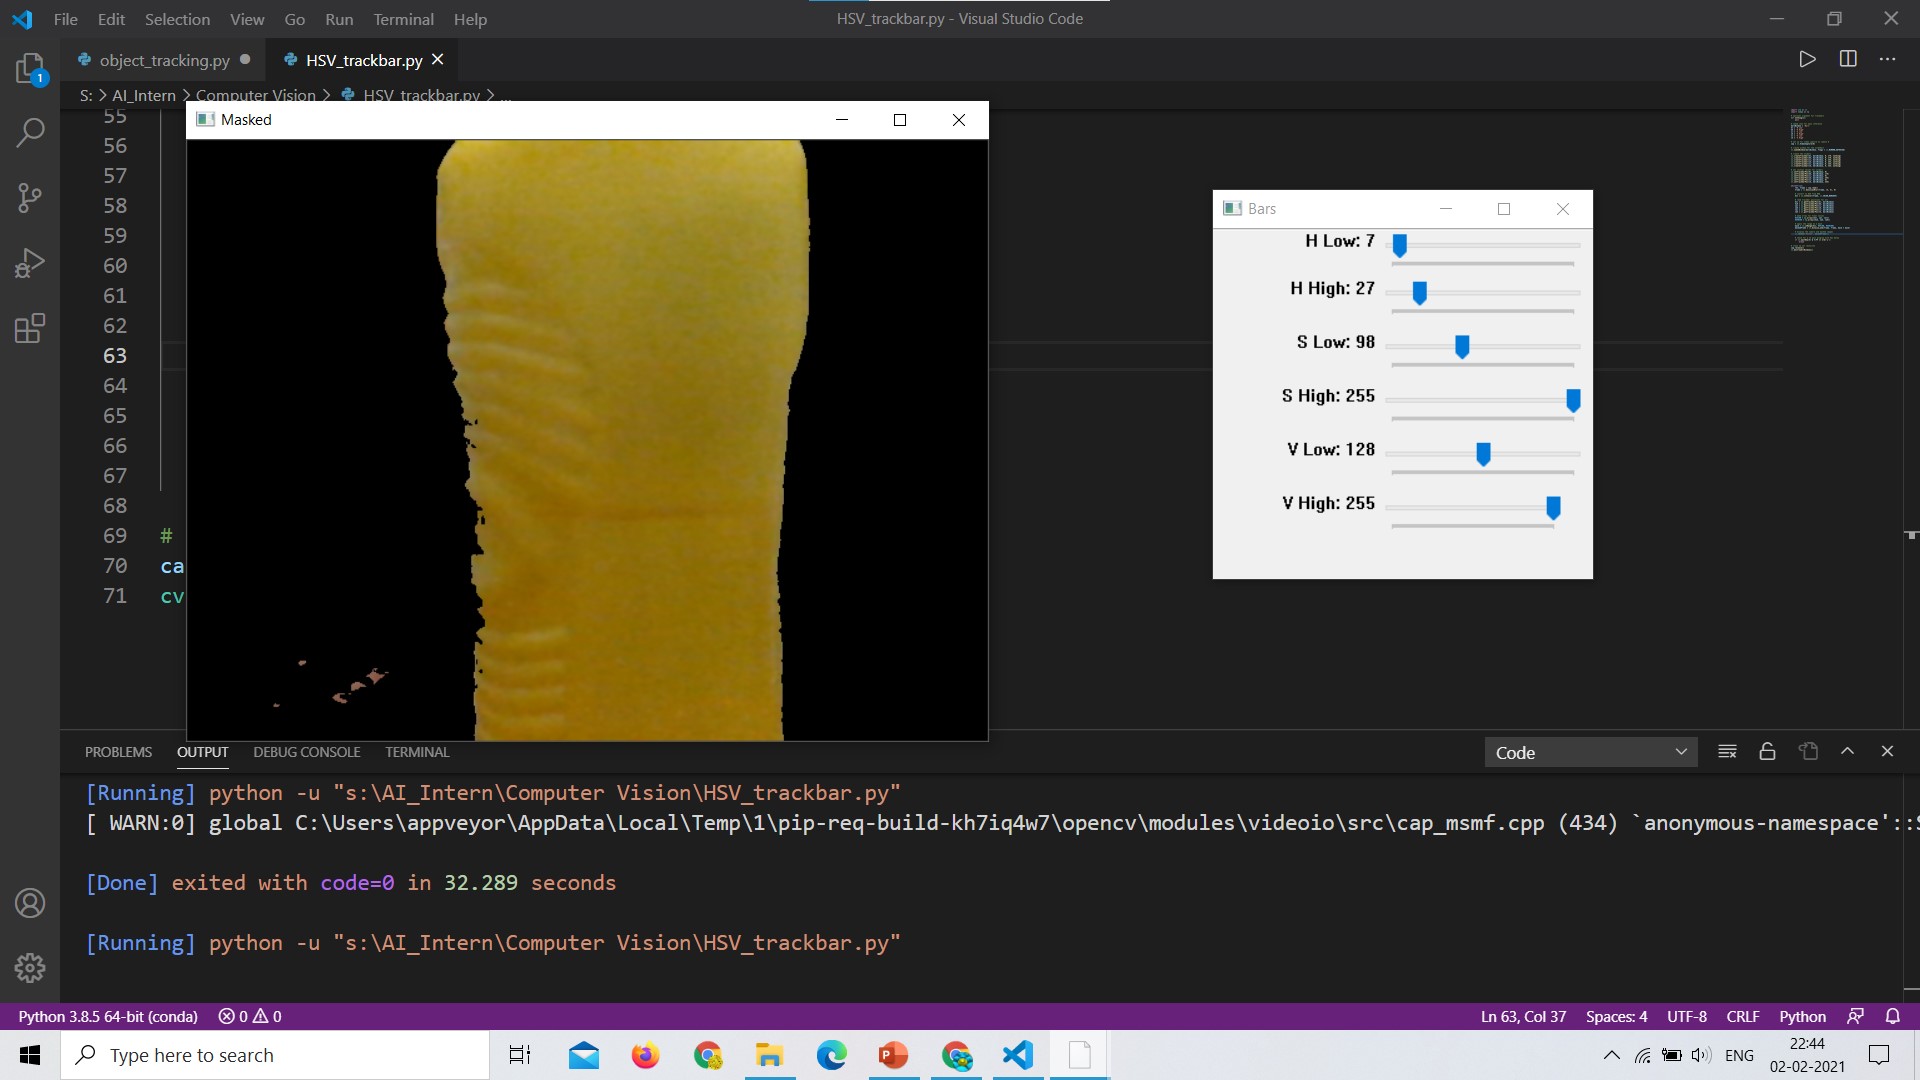 File Edit Selection View Go Run Terminal Help
HSV_trackbar.py - Visual Studio Code
object_tracking.py
HSV_trackbar.py
S: > AI_Intern > Computer Vision > HSV_trackbar.py > ...
Masked
55
56
57
58
59
60
61
62
63
64
65
66
67
68
69 #
70 ca
71 cv
Bars
H Low: 7
H High: 27
S Low: 98
S High: 255
V Low: 128
V High: 255
1
PROBLEMS OUTPUT DEBUG CONSOLE TERMINAL
Code
[Running] python -u "s:\AI_Intern\Computer Vision\HSV_trackbar.py"
[ WARN:0] global C:\Users\appveyor\AppData\Local\Temp\1\pip-req-build-kh7iq4w7\opencv\modules\videoio\src\cap_msmf.cpp (434) `anonymous-namespace'::S
[Done] exited with code=0 in 32.289 seconds
[Running] python -u "s:\AI_Intern\Computer Vision\HSV_trackbar.py"
Python 3.8.5 64-bit (conda) 0 0
Ln 63, Col 37 Spaces: 4 UTF-8 CRLF Python
Type here to search
ENG
22:44
02-02-2021